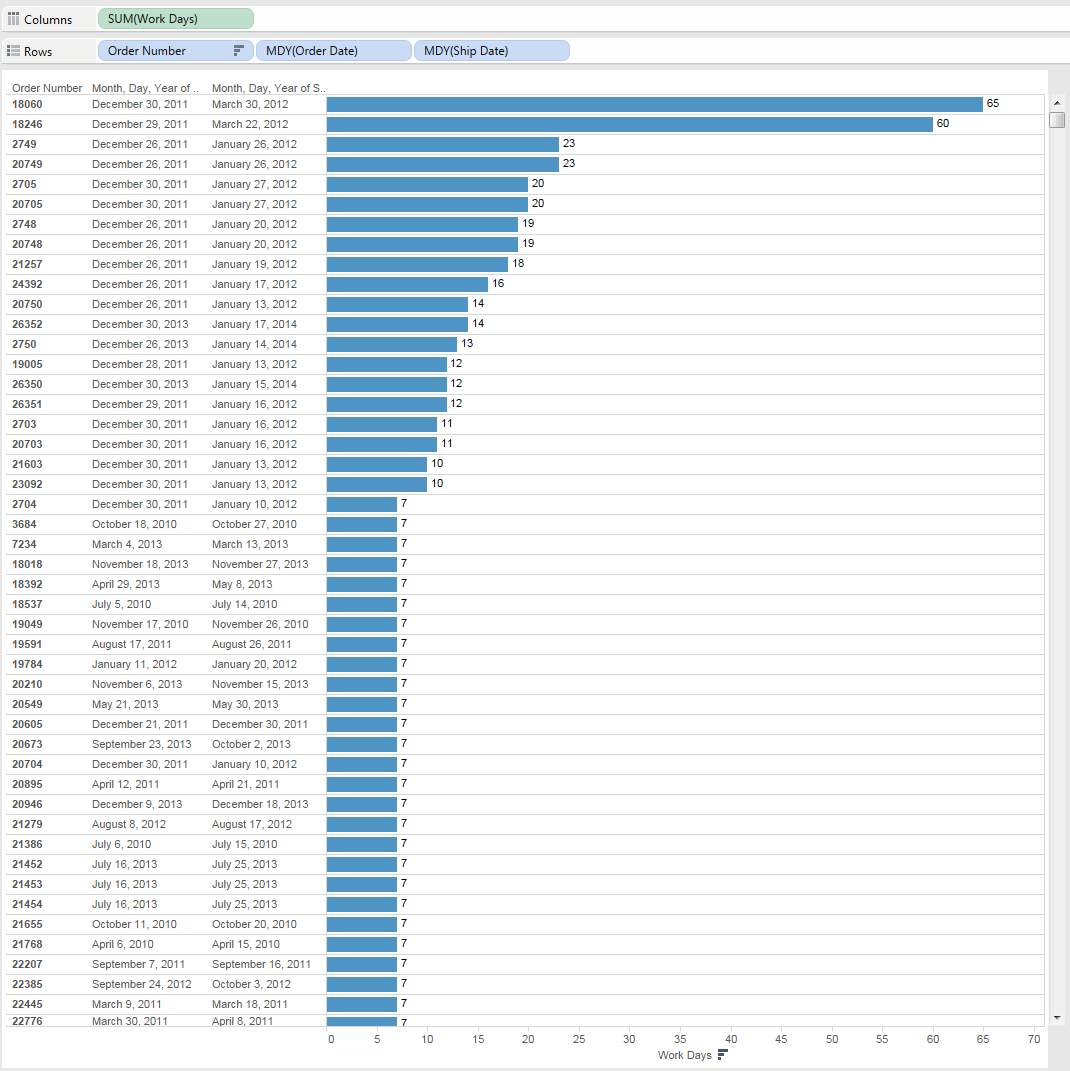 Columns SUM(Work Days)
Rows Order Number MDY(Order Date) MDY(Ship Date)
Order Number Month, Day, Year of .. Month, Day, Year of S..
18060 December 30, 2011 March 30, 2012 65
18246 December 29, 2011 March 22, 2012 60
2749 December 26, 2011 January 26, 2012 23
20749 December 26, 2011 January 26, 2012 23
2705 December 30, 2011 January 27, 2012 20
20705 December 30, 2011 January 27, 2012 20
2748 December 26, 2011 January 20, 2012 19
20748 December 26, 2011 January 20, 2012 19
21257 December 26, 2011 January 19, 2012 18
24392 December 26, 2011 January 17, 2012 16
20750 December 26, 2011 January 13, 2012 14
26352 December 30, 2013 January 17, 2014 14
2750 December 26, 2013 January 14, 2014 13
19005 December 28, 2011 January 13, 2012 12
26350 December 30, 2013 January 15, 2014 12
26351 December 29, 2011 January 16, 2012 12
2703 December 30, 2011 January 16, 2012 11
20703 December 30, 2011 January 16, 2012 11
21603 December 30, 2011 January 13, 2012 10
23092 December 30, 2011 January 13, 2012 10
2704 December 30, 2011 January 10, 2012 7
3684 October 18, 2010 October 27, 2010 7
7234 March 4, 2013 March 13, 2013 7
18018 November 18, 2013 November 27, 2013 7
18392 April 29, 2013 May 8, 2013 7
18537 July 5, 2010 July 14, 2010 7
19049 November 17, 2010 November 26, 2010 7
19591 August 17, 2011 August 26, 2011 7
19784 January 11, 2012 January 20, 2012 7
20210 November 6, 2013 November 15, 2013 7
20549 May 21, 2013 May 30, 2013 7
20605 December 21, 2011 December 30, 2011 7
20673 September 23, 2013 October 2, 2013 7
20704 December 30, 2011 January 10, 2012 7
20895 April 12, 2011 April 21, 2011 7
20946 December 9, 2013 December 18, 2013 7
21279 August 8, 2012 August 17, 2012 7
21386 July 6, 2010 July 15, 2010 7
21452 July 16, 2013 July 25, 2013 7
21453 July 16, 2013 July 25, 2013 7
21454 July 16, 2013 July 25, 2013 7
21655 October 11, 2010 October 20, 2010 7
21768 April 6, 2010 April 15, 2010 7
22207 September 7, 2011 September 16, 2011 7
22385 September 24, 2012 October 3, 2012 7
22445 March 9, 2011 March 18, 2011 7
22776 March 30, 2011 April 8, 2011 7
0 5 10 15 20 25 30 35 40 45 50 55 60 65 70
Work Days